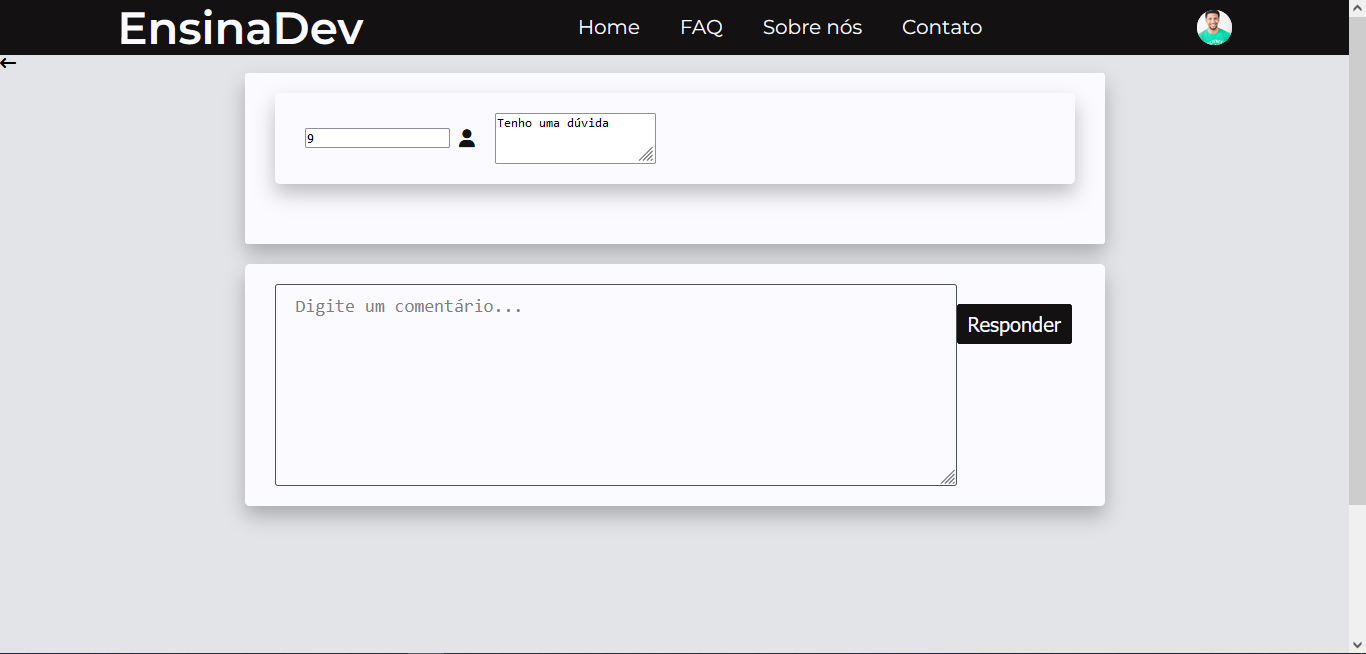 EnsinaDev
Home FAQ Sobre nós Contato
9
Tenho uma dúvida
Digite um comentário...
Responder